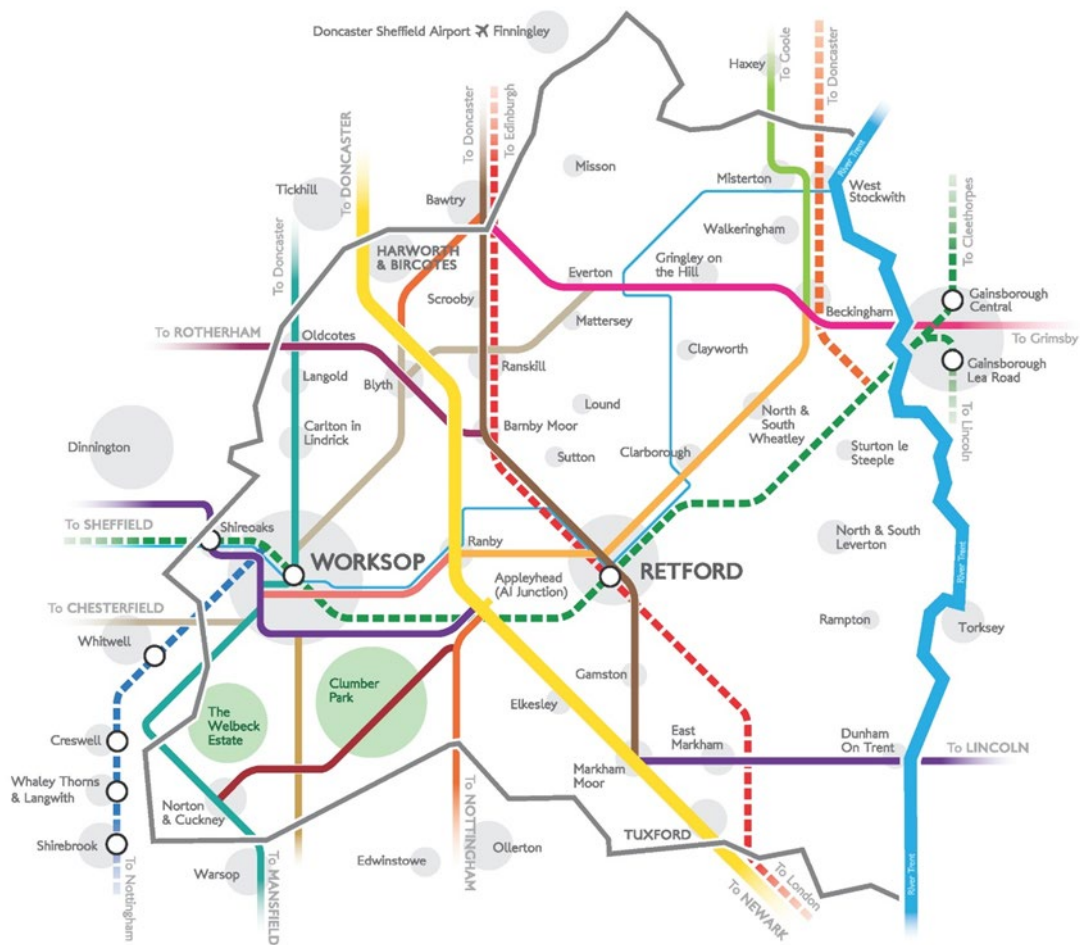 Doncaster Sheffield Airport ✈ Finningley
Haxey
To Goole
To Doncaster
To DONCASTER
To Doncaster
To Edinburgh
River Trent
Misson
Misterton
West
Stockwith
Tickhill
Bawtry
Walkeringham
To Cleethorpes
To Doncaster
HARWORTH
& BIRCOTES
Everton
Gringley on
the Hill
Scrooby
Gainsborough
Central
Beckingham
To ROTHERHAM
Oldcotes
Mattersey
To Grimsby
Clayworth
Ranskill
Gainsborough
Lea Road
Langold
Blyth
Lound
North &
South
Wheatley
To Lincoln
Carlton in
Lindrick
Barnby Moor
Dinnington
Sutton
Clarborough
Sturton le
Steeple
To SHEFFIELD
Shireoaks
Ranby
North & South
Leverton
WORKSOP
RETFORD
Appleyhead
(A1 Junction)
River Trent
To CHESTERFIELD
Rampton
Torksey
Whitwell
Clumber
Park
Gamston
The
Welbeck
Estate
Elkesley
Creswell
East
Markham
Dunham
On Trent
To LINCOLN
Whaley Thorns
& Langwith
Norton
& Cuckney
Markham
Moor
To NOTTINGHAM
Shirebrook
TUXFORD
Ollerton
Edwinstowe
Warsop
To Nottingham
To MANSFIELD
To NEWARK
To London
River Trent